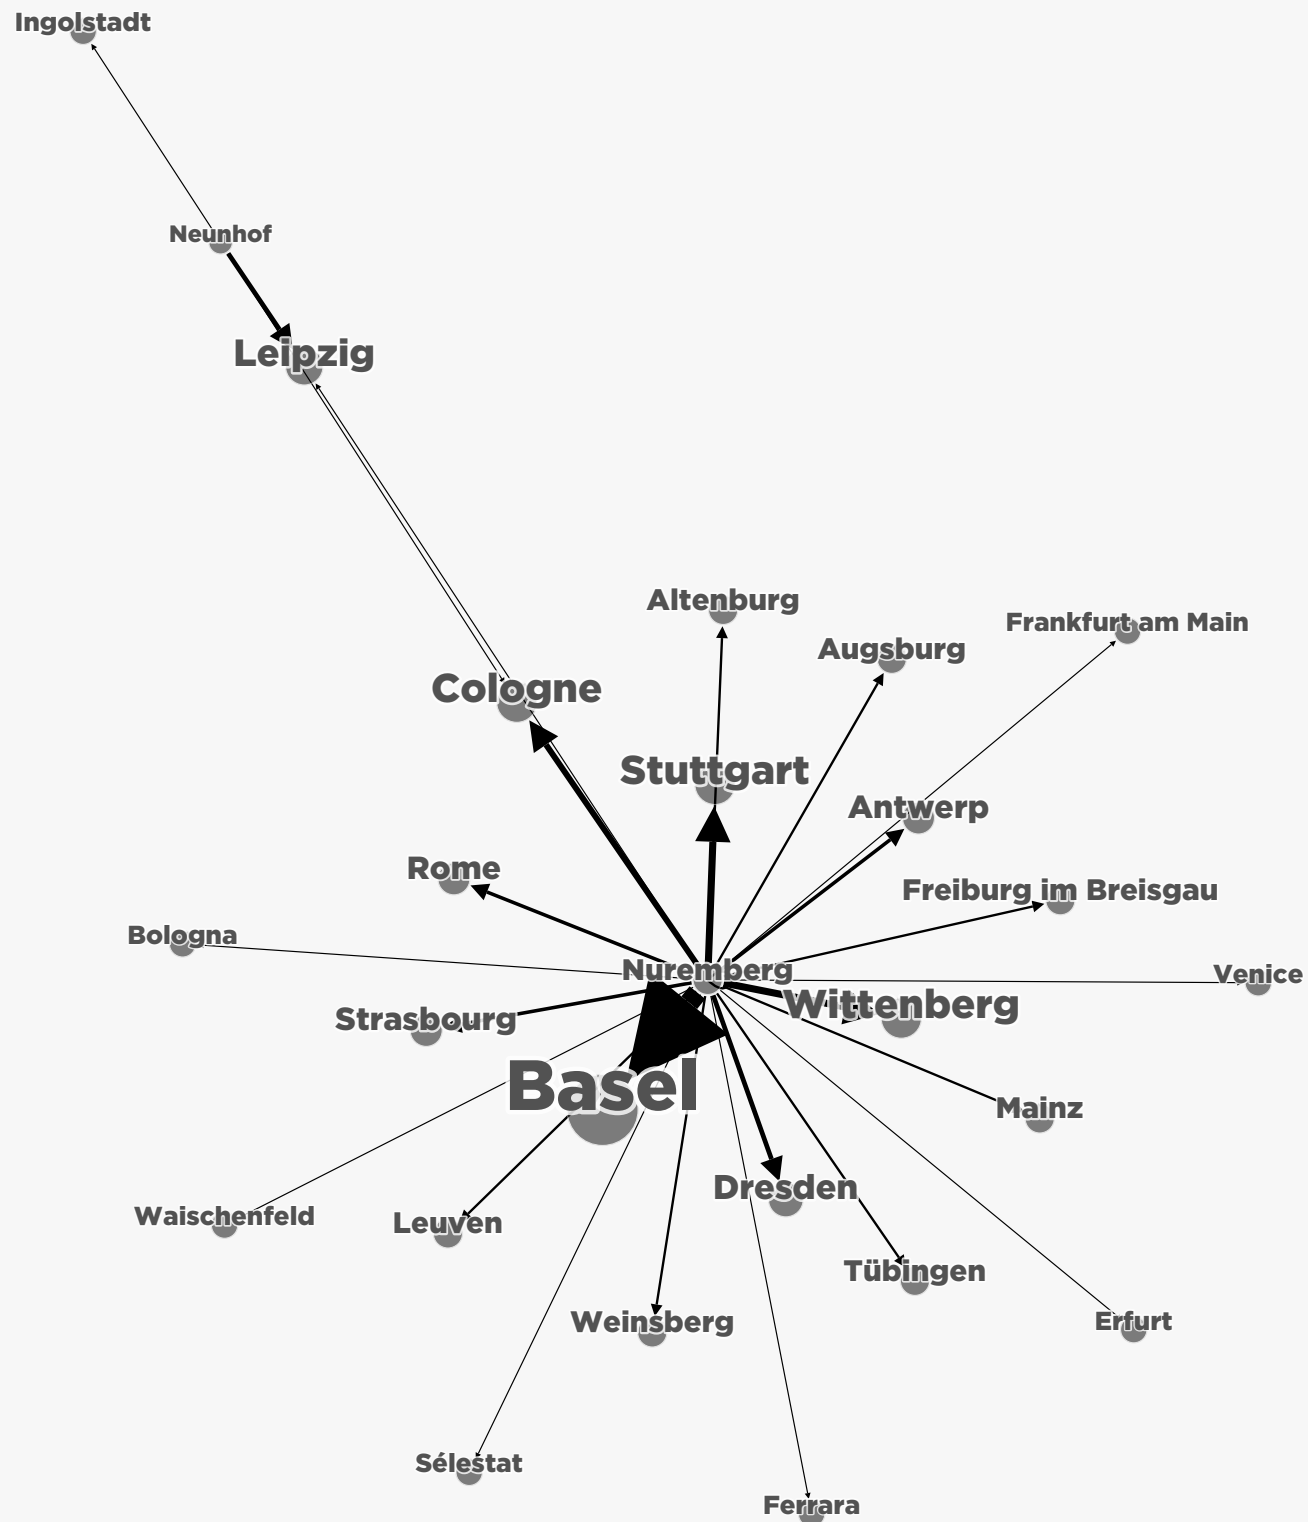 Ingolstadt
Neunhof
Leipzig
Altenburg
Frankfurt am Main
Augsburg
Cologne
Stuttgart
Antwerp
Rome
Freiburg im Breisgau
Bologna
Nuremberg
Venice
Wittenberg
Strasbourg
Basel
Mainz
Dresden
Waischenfeld
Leuven
Tübingen
Weinsberg
Erfurt
Sélestat
Ferrara